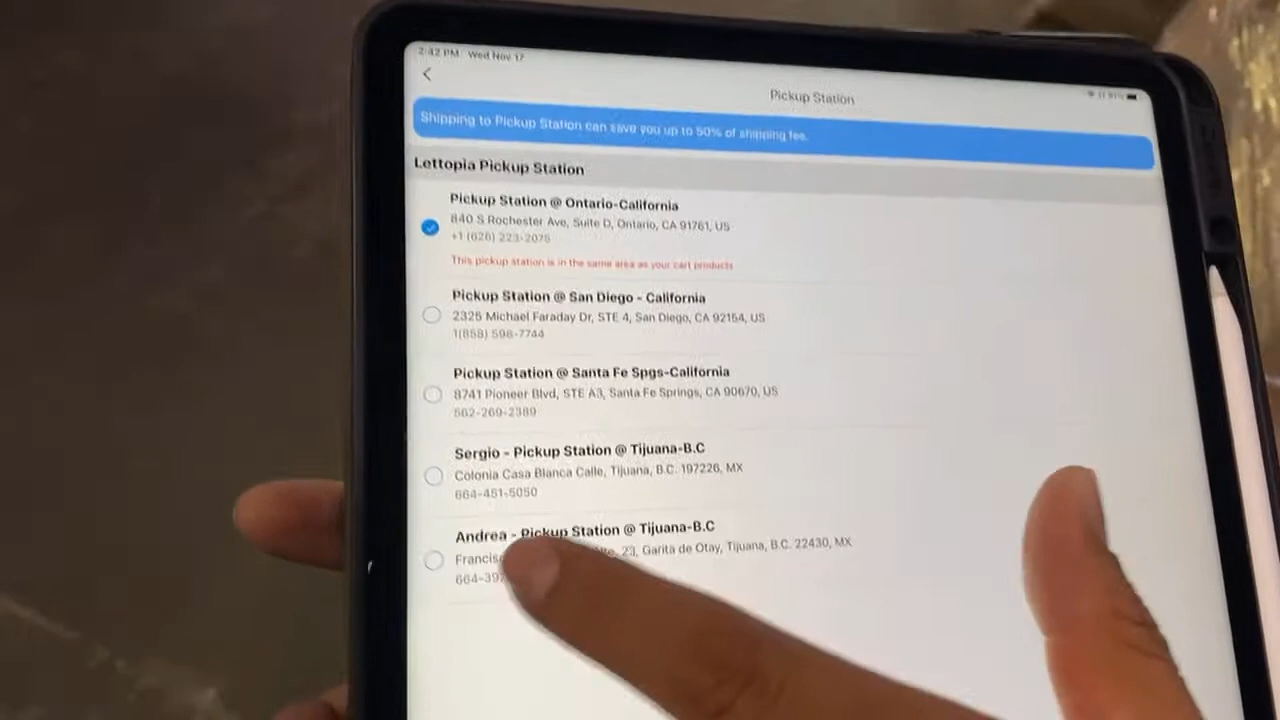 2:42 PM Wed Nov 17
Pickup Station
Shipping to Pickup Station can save you up to 50% of shipping fee.
Lettopia Pickup Station
Pickup Station @ Ontario-California
840 S Rochester Ave, Suite D, Ontario, CA 91761, US
+1 (626) 223-2075
This pickup station is in the same area as your cart products
Pickup Station @ San Diego - California
2325 Michael Faraday Dr, STE 4, San Diego, CA 92154, US
1(858) 598-7744
Pickup Station @ Santa Fe Spgs-California
8741 Pioneer Blvd, STE A3, Santa Fe Springs, CA 90670, US
562-269-2389
Sergio - Pickup Station @ Tijuana-B.C
Colonia Casa Blanca Calle, Tijuana, B.C. 197226, MX
664-451-5050
Andrea - Pickup Station @ Tijuana-B.C
23, Garita de Otay, Tijuana, B.C. 22430, MX